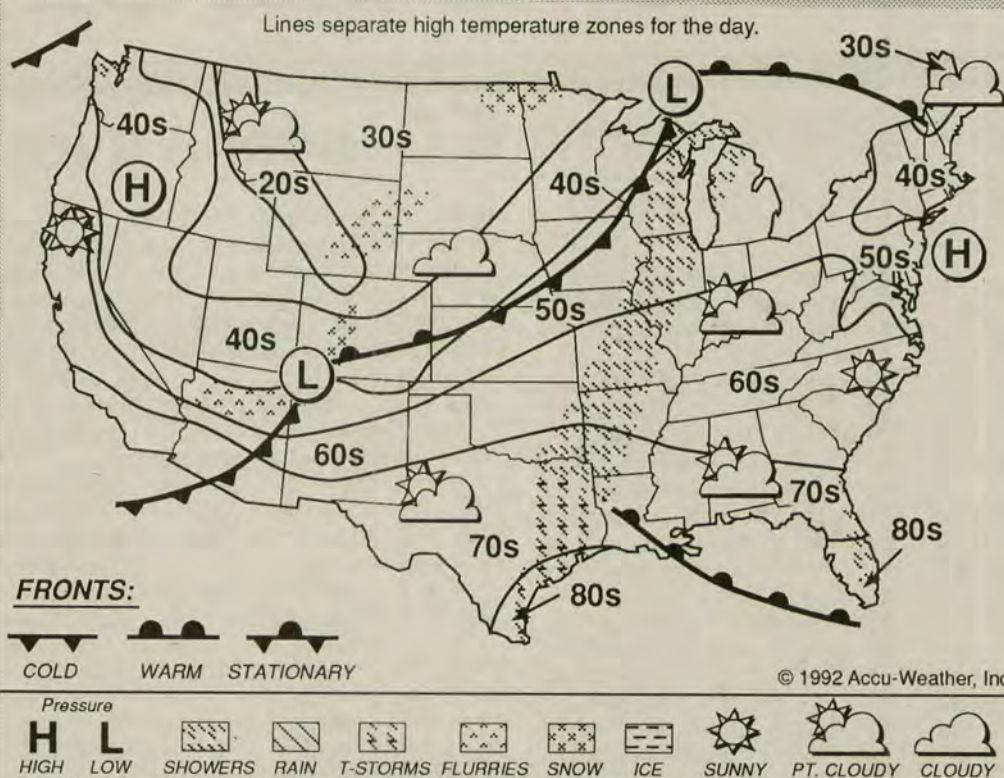 Lines separate high temperature zones for the day.
30s
L
40s
30s
H
20s
40s
40s
50s
H
50s
40s
L
60s
60s
70s
70s
80s
80s
FRONTS:
COLD WARM STATIONARY
© 1992 Accu-Weather, Inc
Pressure
H L
HIGH LOW SHOWERS RAIN T-STORMS FLURRIES SNOW ICE SUNNY PT. CLOUDY CLOUDY